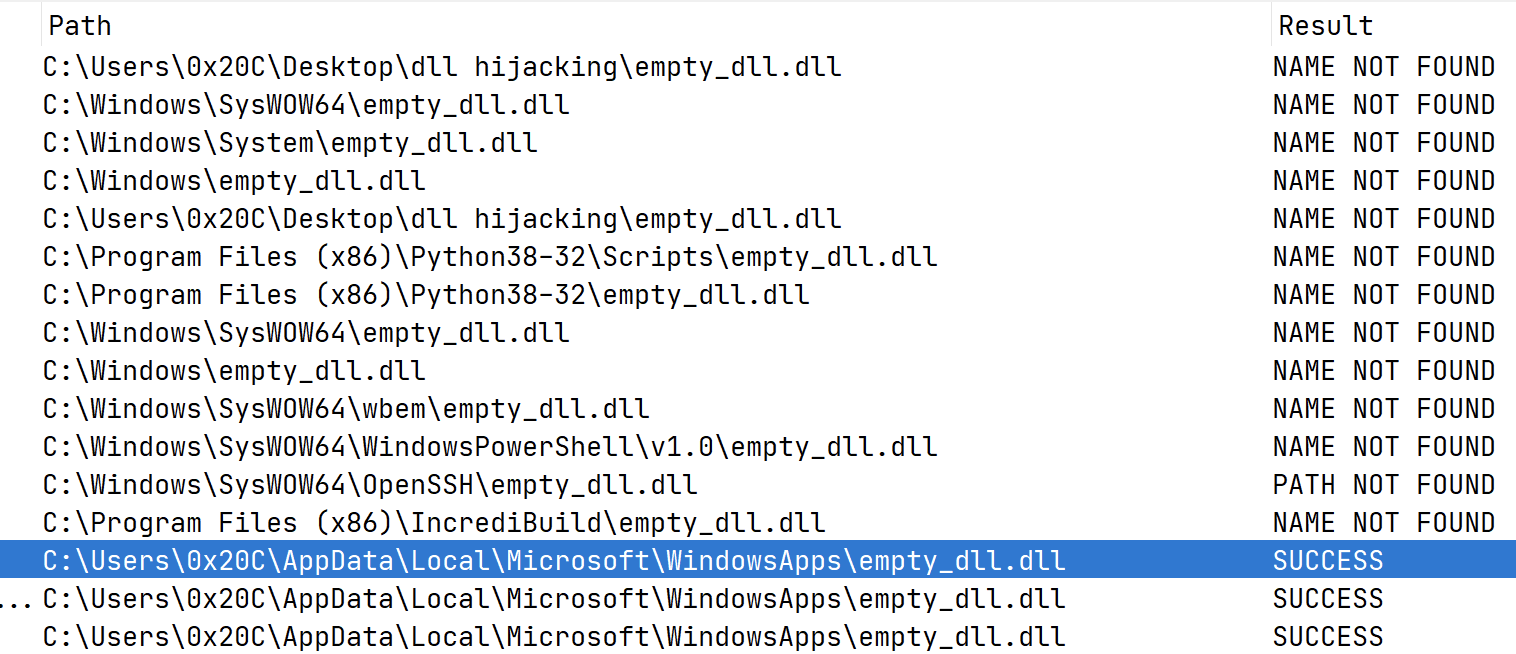 Path Result
C:\Users\0x20C\Desktop\dll hijacking\empty_dll.dll NAME NOT FOUND
C:\Windows\SysWOW64\empty_dll.dll NAME NOT FOUND
C:\Windows\System\empty_dll.dll NAME NOT FOUND
C:\Windows\empty_dll.dll NAME NOT FOUND
C:\Users\0x20C\Desktop\dll hijacking\empty_dll.dll NAME NOT FOUND
C:\Program Files (x86)\Python38-32\Scripts\empty_dll.dll NAME NOT FOUND
C:\Program Files (x86)\Python38-32\empty_dll.dll NAME NOT FOUND
C:\Windows\SysWOW64\empty_dll.dll NAME NOT FOUND
C:\Windows\empty_dll.dll NAME NOT FOUND
C:\Windows\SysWOW64\wbem\empty_dll.dll NAME NOT FOUND
C:\Windows\SysWOW64\WindowsPowerShell\v1.0\empty_dll.dll NAME NOT FOUND
C:\Windows\SysWOW64\OpenSSH\empty_dll.dll PATH NOT FOUND
C:\Program Files (x86)\IncrediBuild\empty_dll.dll NAME NOT FOUND
C:\Users\0x20C\AppData\Local\Microsoft\WindowsApps\empty_dll.dll SUCCESS
... C:\Users\0x20C\AppData\Local\Microsoft\WindowsApps\empty_dll.dll SUCCESS
C:\Users\0x20C\AppData\Local\Microsoft\WindowsApps\empty_dll.dll SUCCESS